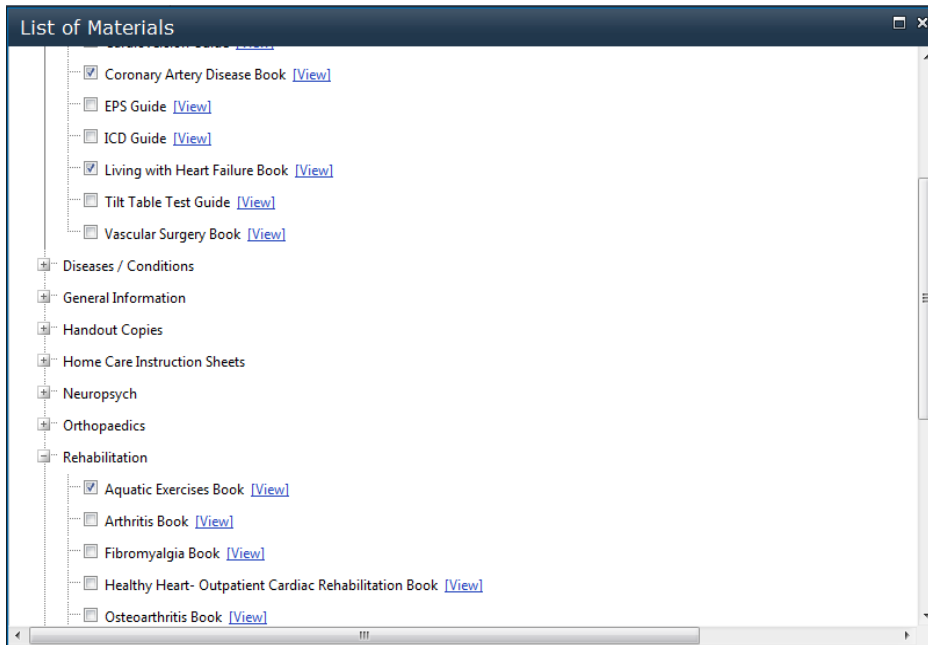 List of Materials
Coronary Artery Disease Book [View]
EPS Guide [View]
ICD Guide [View]
Living with Heart Failure Book [View]
Tilt Table Test Guide [View]
Vascular Surgery Book [View]
Diseases / Conditions
General Information
Handout Copies
Home Care Instruction Sheets
Neuropsych
Orthopaedics
Rehabilitation
Aquatic Exercises Book [View]
Arthritis Book [View]
Fibromyalgia Book [View]
Healthy Heart- Outpatient Cardiac Rehabilitation Book [View]
Osteoarthritis Book [View]